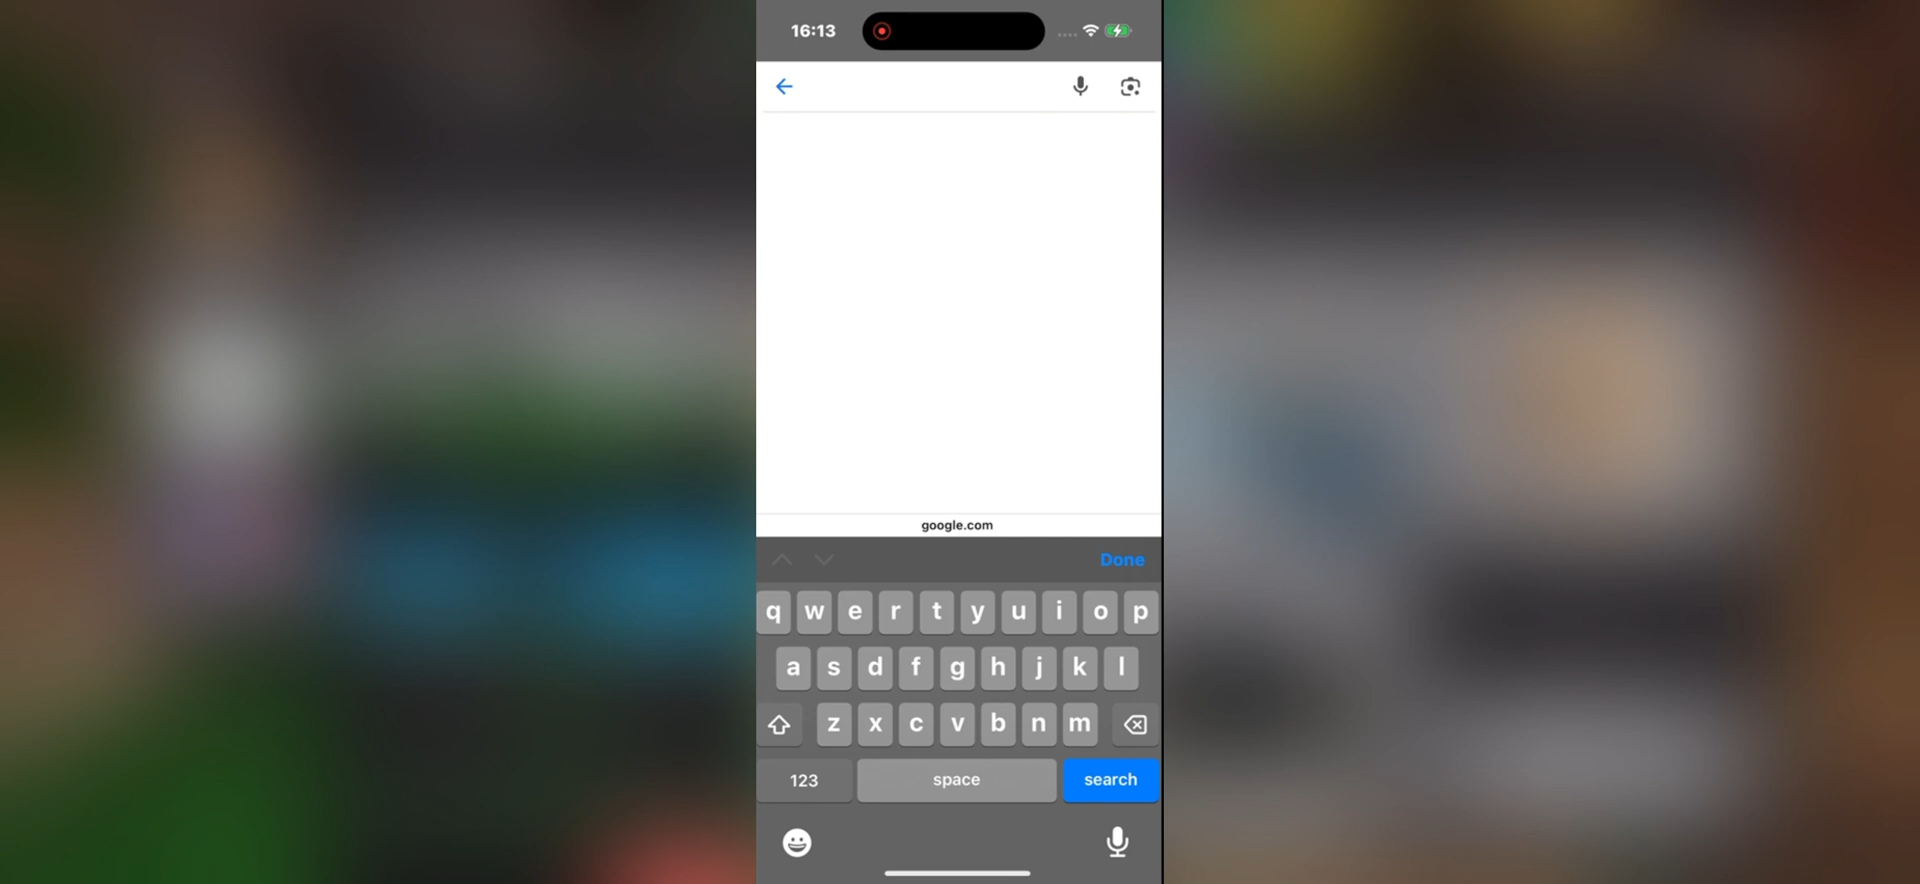 16:13
google.com
Done
q w e r t y u i o p
a s d f g h j k l
z x c v b n m
123 space search